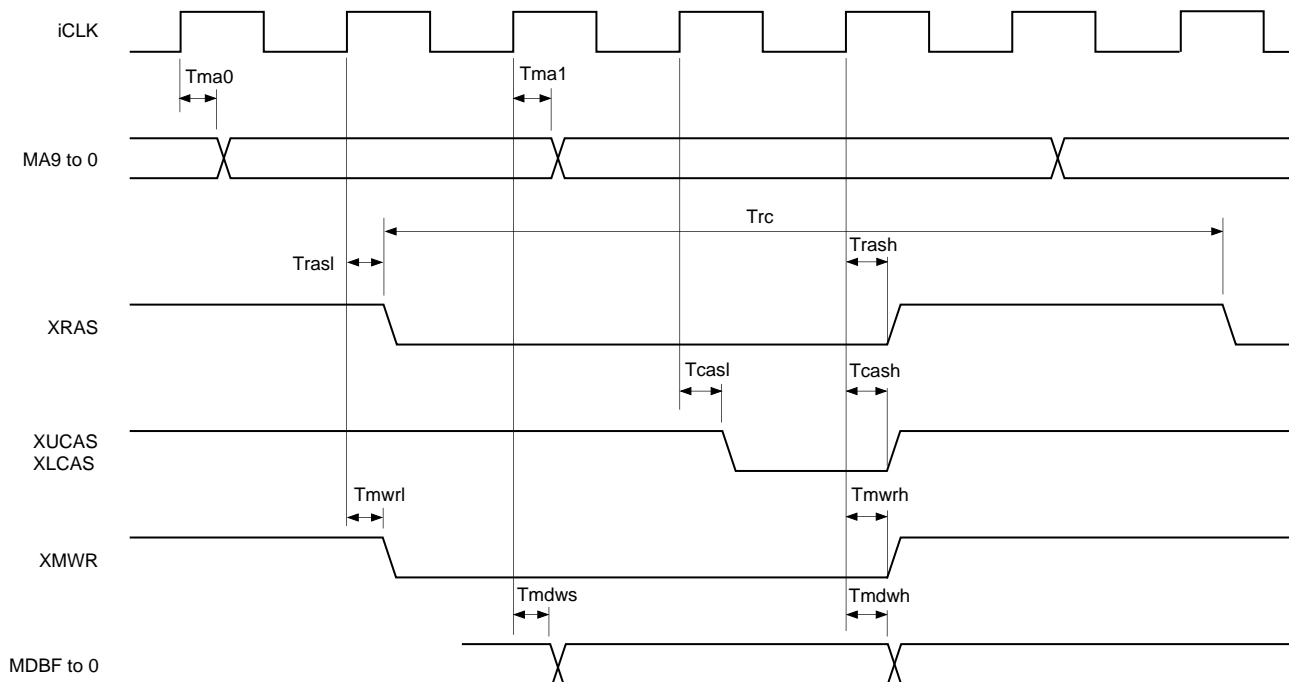 iCLK
Tma0
Tma1
MA9 to 0
Trc
Trasl
Trash
XRAS
Tcasl
Tcash
XUCAS
XLCAS
Tmwrl
Tmwrh
XMWR
Tmdws
Tmdwh
MDBF to 0